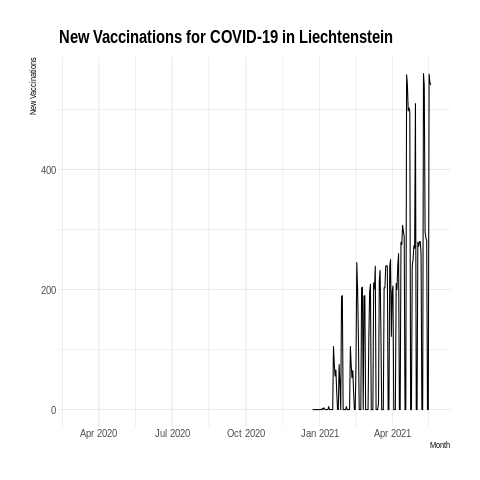 New Vaccinations for COVID-19 in Liechtenstein
New Vaccinations
400
200
0
Apr 2020 Jul 2020 Oct 2020 Jan 2021 Apr 2021
Month